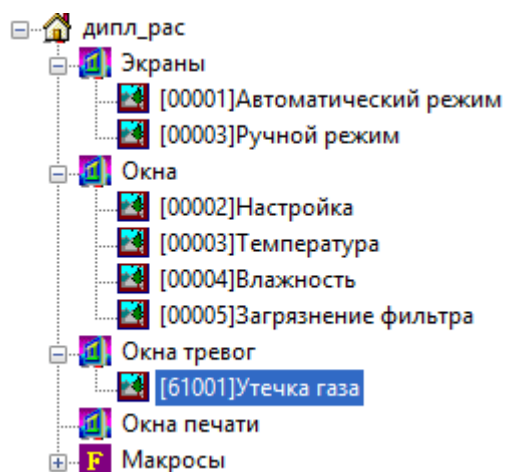 дипл_рас
Экраны
[00001]Автоматический режим
[00003]Ручной режим
Окна
[00002]Настройка
[00003]Температура
[00004]Влажность
[00005]Загрязнение фильтра
Окна тревог
[61001]Утечка газа
Окна печати
F Макросы